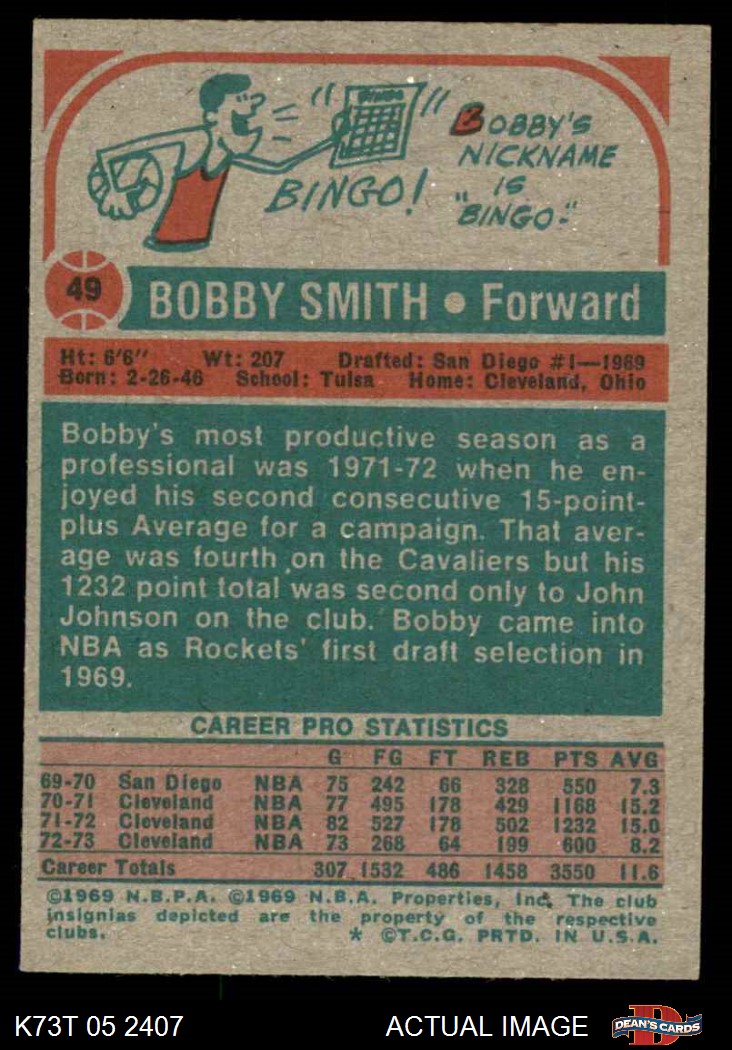 BINGO
BINGO!
BOBBY'S
NICKNAME
IS
"BINGO."
49
BOBBY SMITH • Forward
Ht: 6'6" Wt: 207 Drafted: San Diego #1—1969
Born: 2-26-46 School: Tulsa Home: Cleveland, Ohio
Bobby's most productive season as a
professional was 1971-72 when he en-
joyed his second consecutive 15-point-
plus Average for a campaign. That aver-
age was fourth on the Cavaliers but his
1232 point total was second only to John
Johnson on the club. Bobby came into
NBA as Rockets' first draft selection in
1969.
CAREER PRO STATISTICS
G FG FT REB PTS AVG
69-70 San Diego NBA 75 242 66 328 550 7.3
70-71 Cleveland NBA 77 495 178 429 1168 15.2
71-72 Cleveland NBA 82 527 178 502 1232 15.0
72-73 Cleveland NBA 73 268 64 199 600 8.2
Career Totals 307 1532 486 1458 3550 11.6
©1969 N.B.P.A. ©1969 N.B.A. Properties, Inc. The club
insignias depicted are the property of the respective
clubs. * ©T.C.G. PRTD. IN U.S.A.
K73T 05 2407 ACTUAL IMAGE
D
DEAN'S CARDS